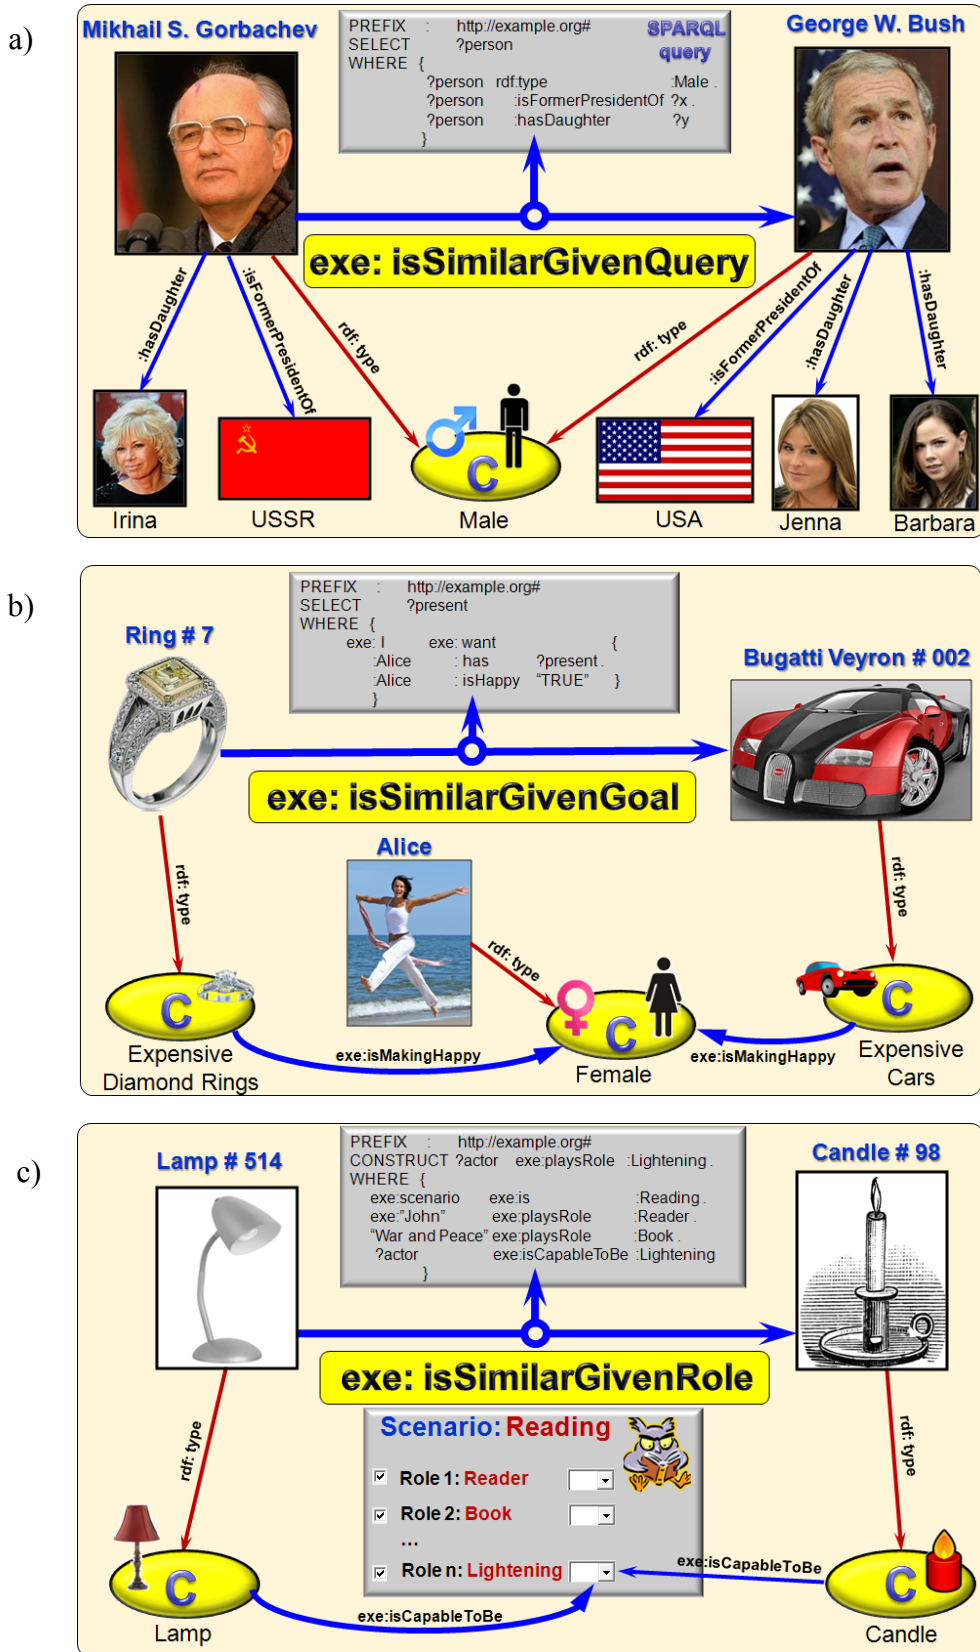 a)
Mikhail S. Gorbachev
George W. Bush
PREFIX : http://example.org#
SELECT ?person
WHERE {
?person rdf:type :Male .
?person :isFormerPresidentOf ?x .
?person :hasDaughter ?y
}
SPARQL
query
exe: isSimilarGivenQuery
:hasDaughter
:isFormerPresidentOf
rdf: type
rdf: type
:isFormerPresidentOf
:hasDaughter
:hasDaughter
C
Irina
USSR
Male
USA
Jenna
Barbara
b)
PREFIX : http://example.org#
SELECT ?present
WHERE {
exe: I exe: want {
:Alice : has ?present .
:Alice : isHappy “TRUE” }
}
Ring # 7
Bugatti Veyron # 002
exe: isSimilarGivenGoal
Alice
rdf: type
rdf: type
rdf: type
C
C
C
exe:isMakingHappy
exe:isMakingHappy
Expensive
Diamond Rings
Female
Expensive
Cars
c)
PREFIX : http://example.org#
CONSTRUCT ?actor exe:playsRole :Lightening .
WHERE {
exe:scenario exe:is :Reading .
exe:”John” exe:playsRole :Reader .
“War and Peace” exe:playsRole :Book .
?actor exe:isCapableToBe :Lightening
}
Lamp # 514
Candle # 98
exe: isSimilarGivenRole
Scenario: Reading
Role 1: Reader
Role 2: Book
...
Role n: Lightening
rdf: type
rdf: type
exe:isCapableToBe
exe:isCapableToBe
C
C
Lamp
Candle